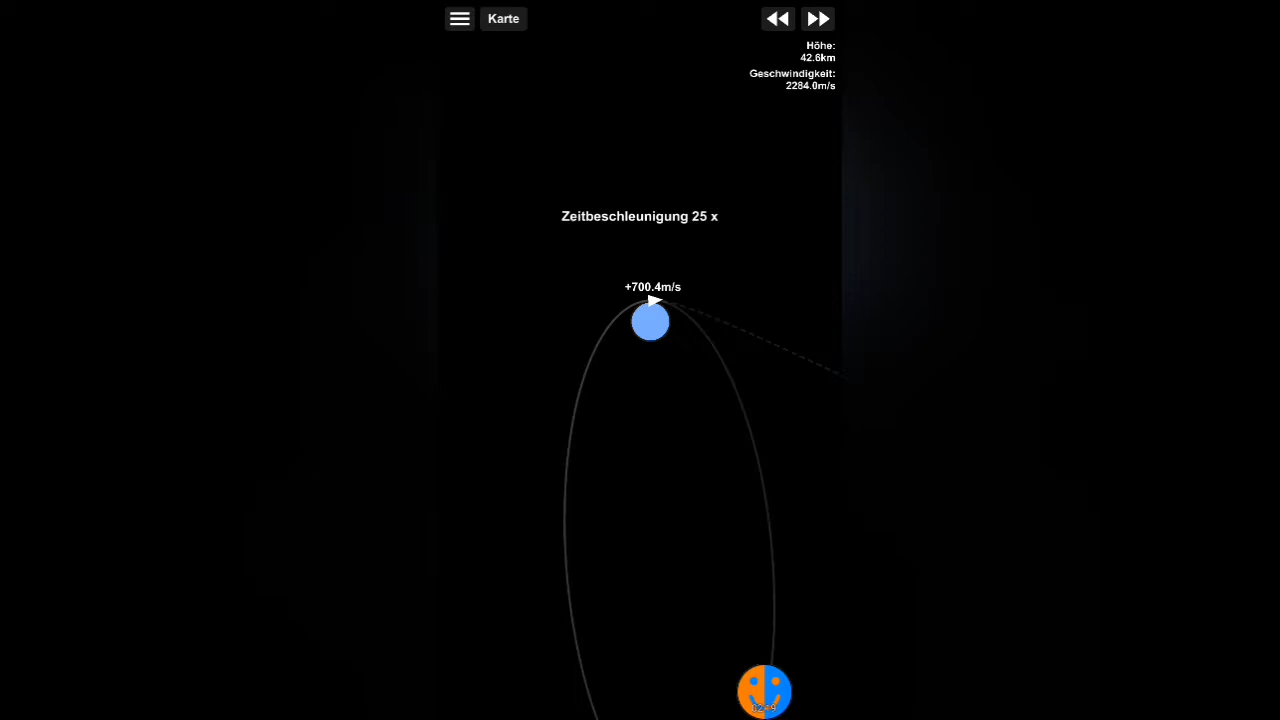 Karte
Höhe:
42.6km
Geschwindigkeit:
2284.0m/s
Zeitbeschleunigung 25 x
+700.4m/s